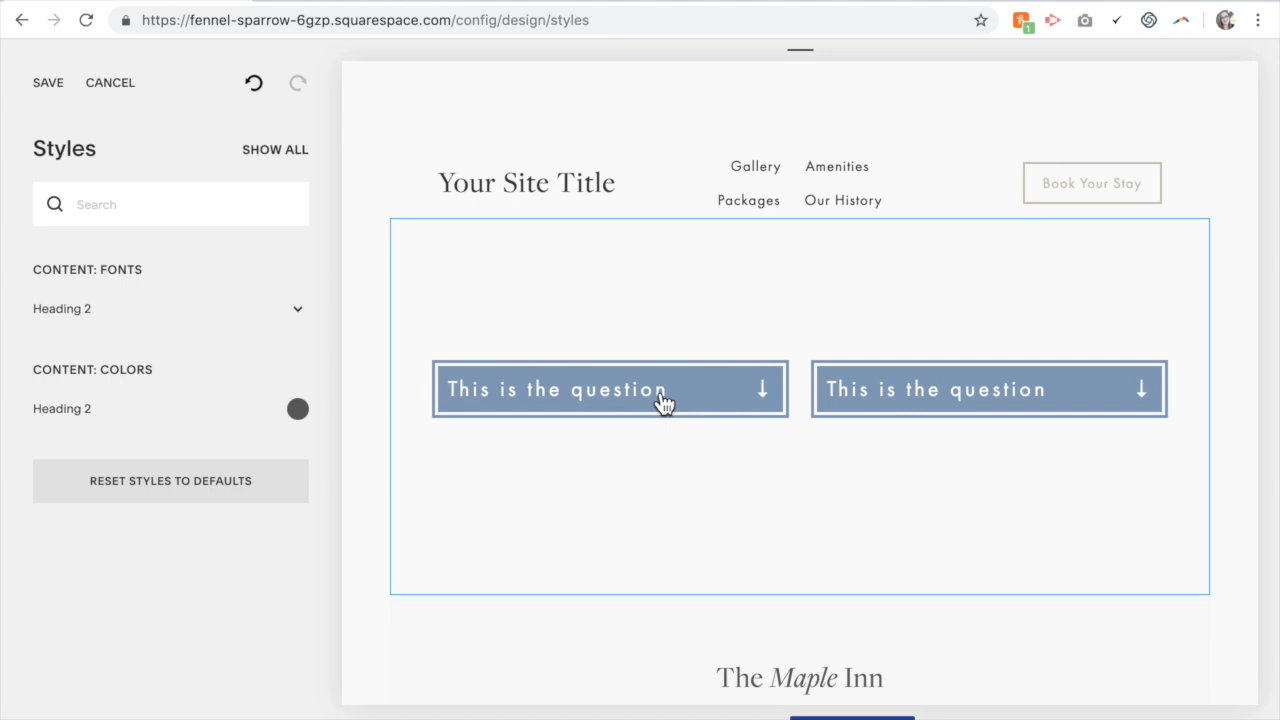 https://fennel-sparrow-6gzp.squarespace.com/config/design/styles
1
SAVE CANCEL
Styles SHOW ALL
Search
CONTENT: FONTS
Heading 2
CONTENT: COLORS
Heading 2
RESET STYLES TO DEFAULTS
Your Site Title
Gallery Amenities
Packages Our History
Book Your Stay
This is the question ↓
This is the question ↓
The Maple Inn